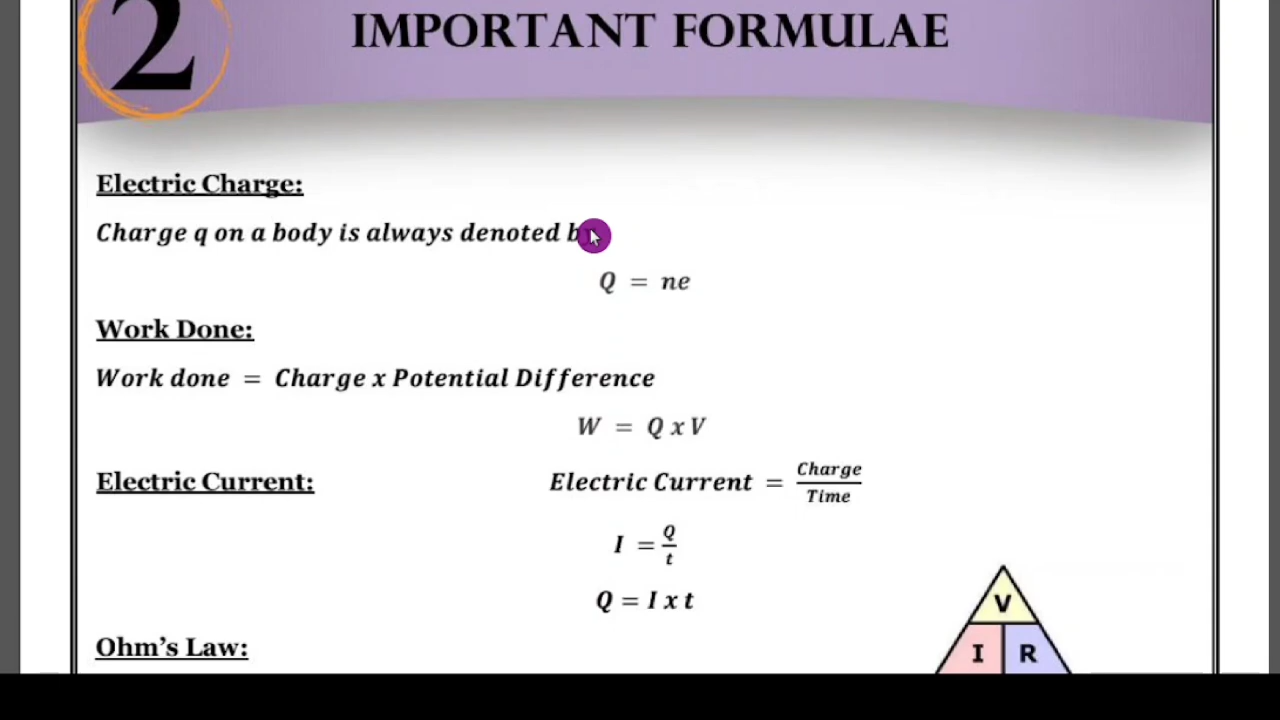 2
IMPORTANT FORMULAE
Electric Charge:
Charge q on a body is always denoted
Q = ne
Work Done:
Work done = Charge x Potential Difference
W = Q x V
Electric Current:
Electric Current = Charge/Time
I = Q/t
Q = I x t
Ohm's Law:
V
I R